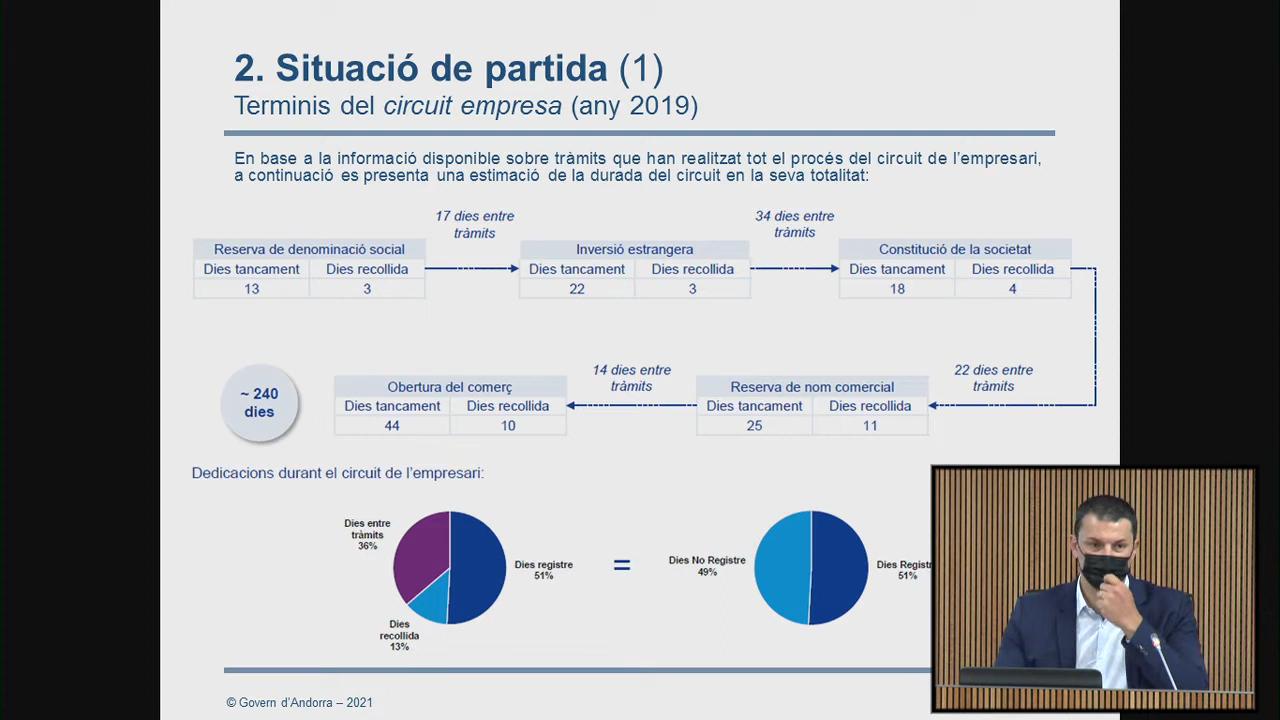 2. Situació de partida (1)
Terminis del circuit empresa (any 2019)
En base a la informació disponible sobre tràmits que han realitzat tot el procés del circuit de l’empresari,
a continuació es presenta una estimació de la durada del circuit en la seva totalitat:
17 dies entre
tràmits
34 dies entre
tràmits
Reserva de denominació social
Dies tancament Dies recollida
13 3
Inversió estrangera
Dies tancament Dies recollida
22 3
Constitució de la societat
Dies tancament Dies recollida
18 4
22 dies entre
tràmits
14 dies entre
tràmits
Reserva de nom comercial
Dies tancament Dies recollida
25 11
Obertura del comerç
Dies tancament Dies recollida
44 10
~ 240
dies
Dedicacions durant el circuit de l’empresari:
Dies entre
tràmits
36%
Dies registre
51%
Dies
recollida
13%
=
Dies No Registre
49%
Dies Registr
51%
© Govern d’Andorra – 2021